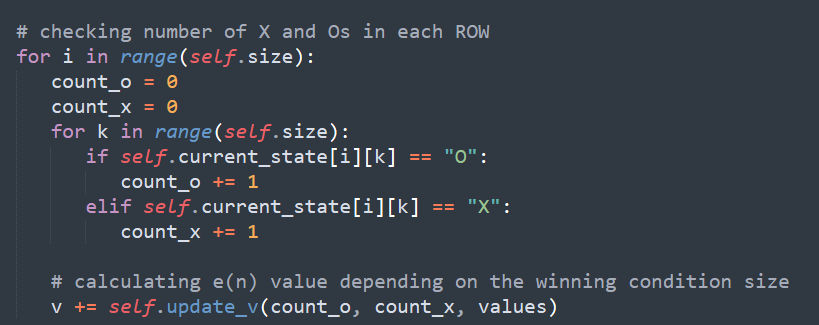 # checking number of X and Os in each ROW
for i in range(self.size):
    count_o = 0
    count_x = 0
    for k in range(self.size):
        if self.current_state[i][k] == "O":
            count_o += 1
        elif self.current_state[i][k] == "X":
            count_x += 1
    # calculating e(n) value depending on the winning condition size
    v += self.update_v(count_o, count_x, values)